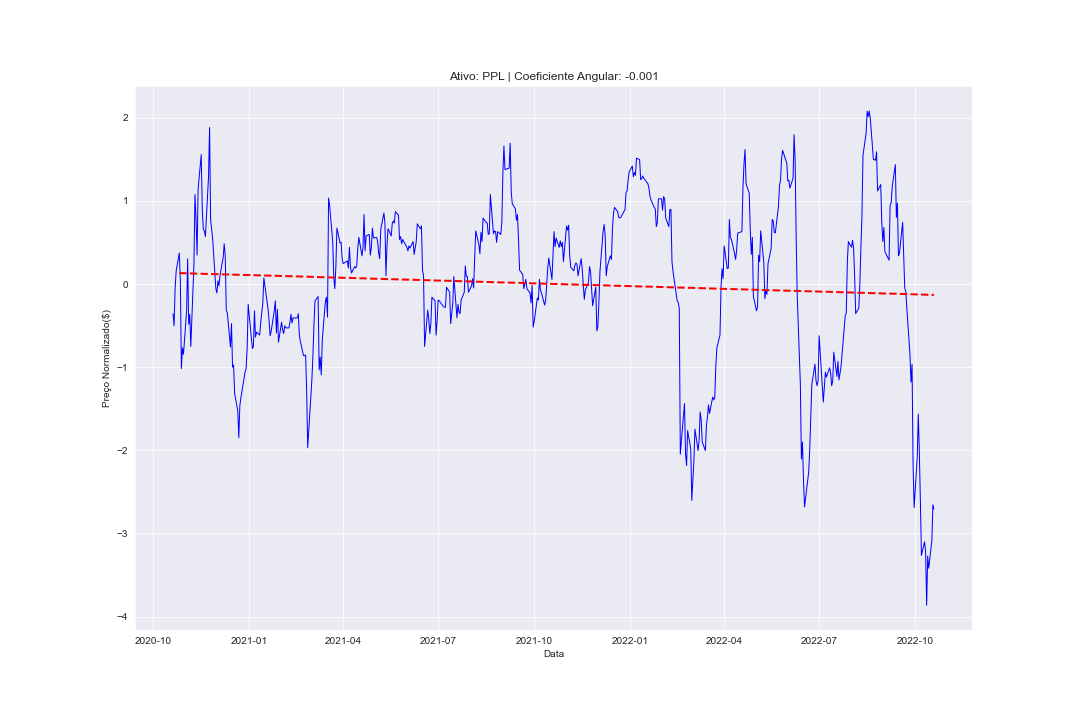 Ativo: PPL | Coeficiente Angular: -0.001
Preço Normalizado($)
2
1
0
−1
−2
−3
−4
2020-10 2021-01 2021-04 2021-07 2021-10 2022-01 2022-04 2022-07 2022-10
Data